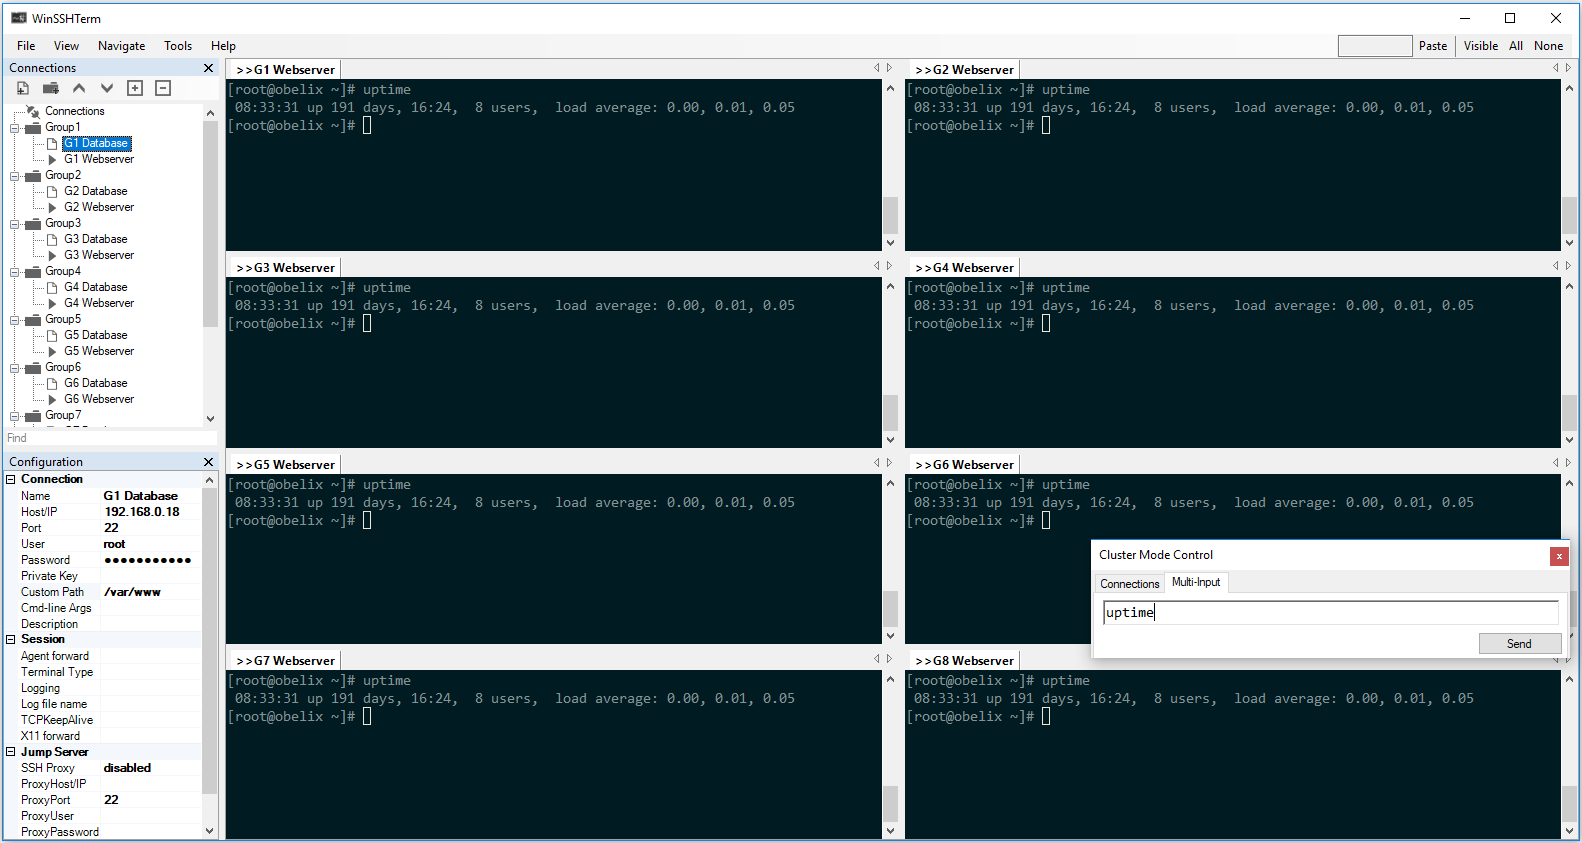 WinSSHTerm
File View Navigate Tools Help
Paste Visible All None
Connections
Connections
Group1
G1 Database
G1 Webserver
Group2
G2 Database
G2 Webserver
Group3
G3 Database
G3 Webserver
Group4
G4 Database
G4 Webserver
Group5
G5 Database
G5 Webserver
Group6
G6 Database
G6 Webserver
Group7
Find
Configuration
Connection
Name G1 Database
Host/IP 192.168.0.18
Port 22
User root
Password ●●●●●●●●●●●
Private Key
Custom Path /var/www
Cmd-line Args
Description
Session
Agent forward
Terminal Type
Logging
Log file name
TCPKeepAlive
X11 forward
Jump Server
SSH Proxy disabled
ProxyHost/IP
ProxyPort 22
ProxyUser
ProxyPassword
>>G1 Webserver
[root@obelix ~]# uptime
08:33:31 up 191 days, 16:24, 8 users, load average: 0.00, 0.01, 0.05
[root@obelix ~]#
>>G2 Webserver
[root@obelix ~]# uptime
08:33:31 up 191 days, 16:24, 8 users, load average: 0.00, 0.01, 0.05
[root@obelix ~]#
>>G3 Webserver
[root@obelix ~]# uptime
08:33:31 up 191 days, 16:24, 8 users, load average: 0.00, 0.01, 0.05
[root@obelix ~]#
>>G4 Webserver
[root@obelix ~]# uptime
08:33:31 up 191 days, 16:24, 8 users, load average: 0.00, 0.01, 0.05
[root@obelix ~]#
>>G5 Webserver
[root@obelix ~]# uptime
08:33:31 up 191 days, 16:24, 8 users, load average: 0.00, 0.01, 0.05
[root@obelix ~]#
>>G6 Webserver
[root@obelix ~]# uptime
08:33:31 up 191 days, 16:24, 8 users, load average: 0.00, 0.01, 0.05
[root@obelix ~]#
Cluster Mode Control
x
Connections Multi-Input
uptime
Send
>>G7 Webserver
[root@obelix ~]# uptime
08:33:31 up 191 days, 16:24, 8 users, load average: 0.00, 0.01, 0.05
[root@obelix ~]#
>>G8 Webserver
[root@obelix ~]# uptime
08:33:31 up 191 days, 16:24, 8 users, load average: 0.00, 0.01, 0.05
[root@obelix ~]#